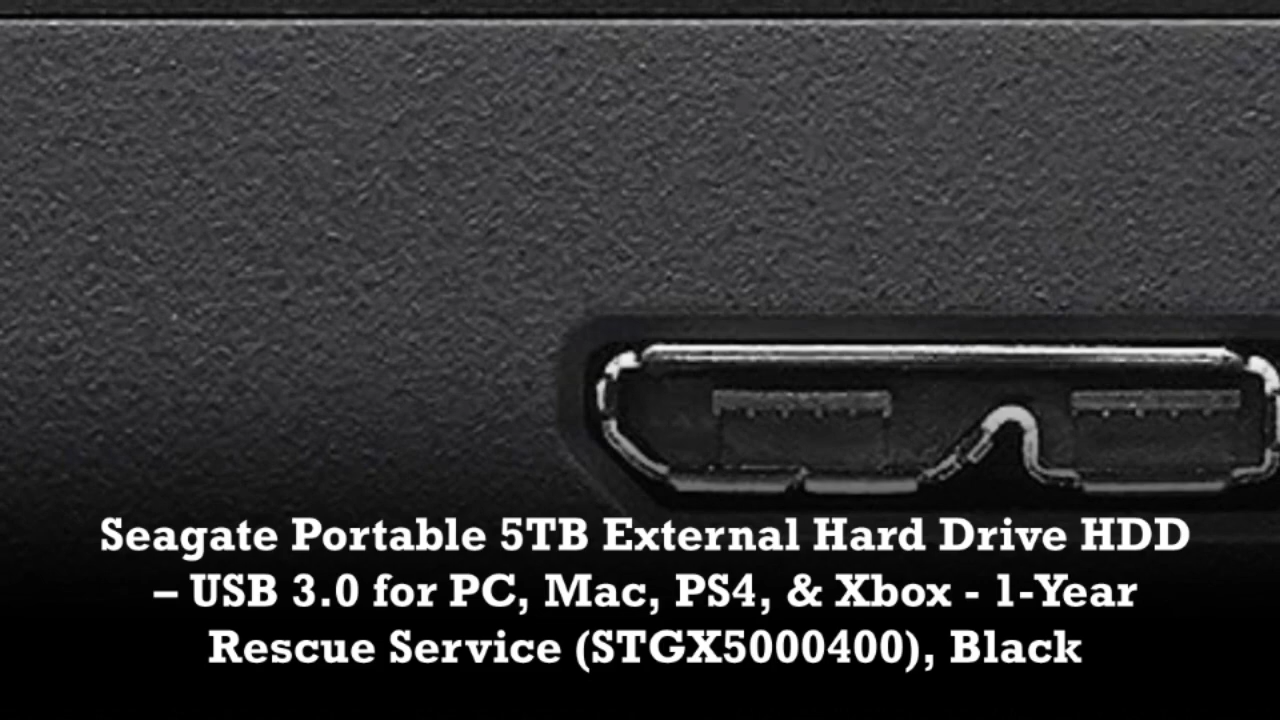 Seagate Portable 5TB External Hard Drive HDD
– USB 3.0 for PC, Mac, PS4, & Xbox - 1-Year
Rescue Service (STGX5000400), Black